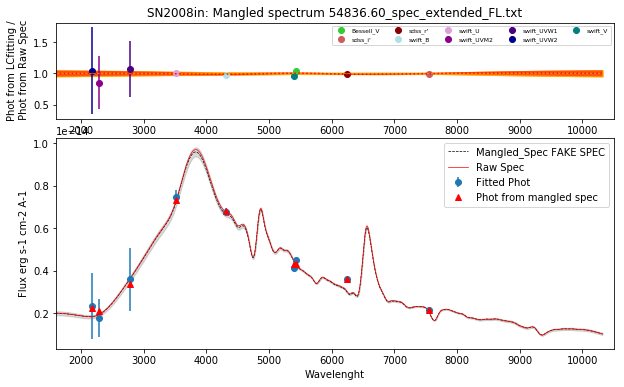 SN2008in: Mangled spectrum 54836.60_spec_extended_FL.txt
Phot from LCfitting /
Phot from Raw Spec
1.5
1.0
0.5
Bessell_V
sdss_i'
sdss_r'
swift_B
swift_U
swift_UVM2
swift_UVW1
swift_UVW2
swift_V
2000 3000 4000 5000 6000 7000 8000 9000 10000
1e−14
Flux erg s-1 cm-2 A-1
1.0
0.8
0.6
0.4
0.2
Mangled_Spec FAKE SPEC
Raw Spec
Fitted Phot
Phot from mangled spec
2000 3000 4000 5000 6000 7000 8000 9000 10000
Wavelenght